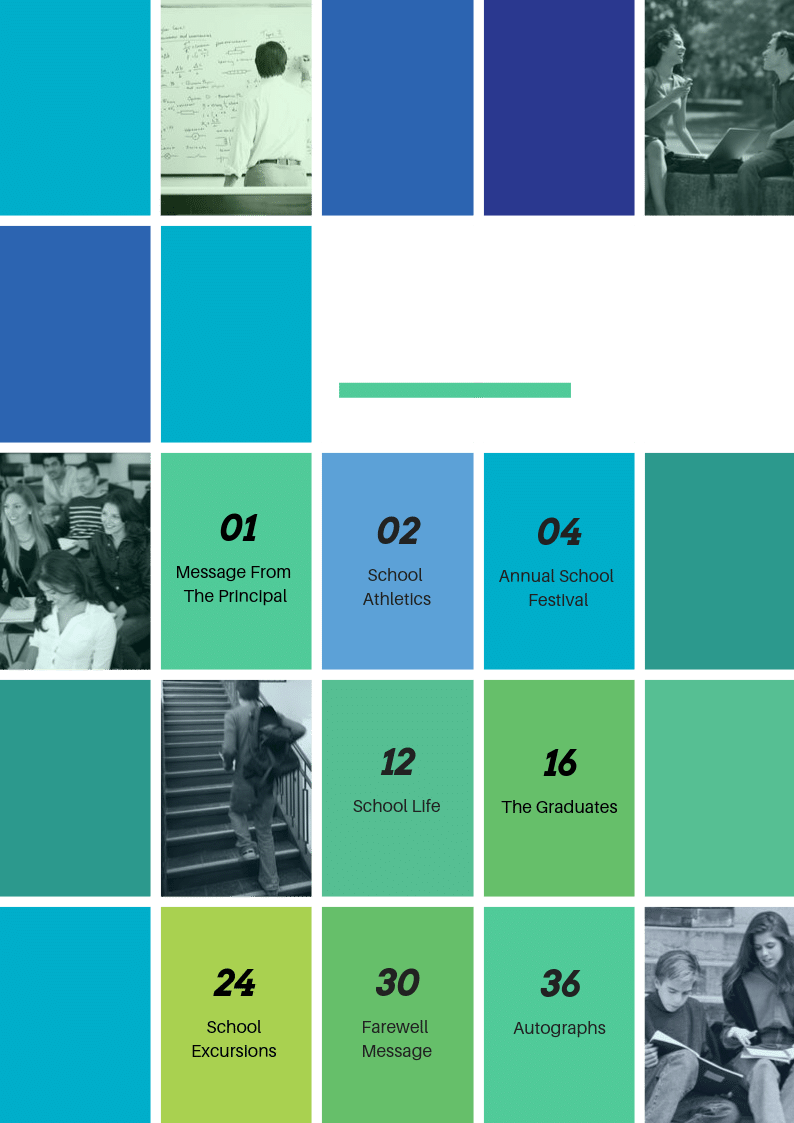 01
Message From
The Principal
02
School
Athletics
04
Annual School
Festival
12
School Life
16
The Graduates
24
School
Excursions
30
Farewell
Message
36
Autographs